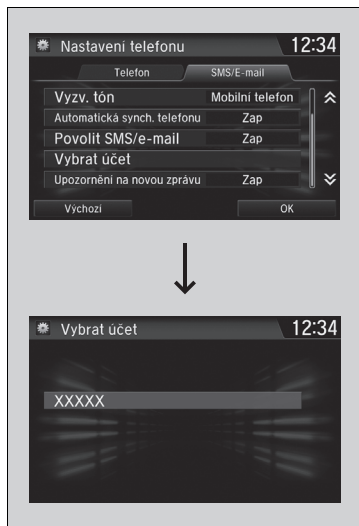 Nastavení telefonu 12:34
Telefon SMS/E-mail
Vyzv. tón Mobilní telefon
Automatická synch. telefonu Zap
Povolit SMS/e-mail Zap
Vybrat účet
Upozornění na novou zprávu Zap
Výchozí OK
Vybrat účet 12:34
XXXXX